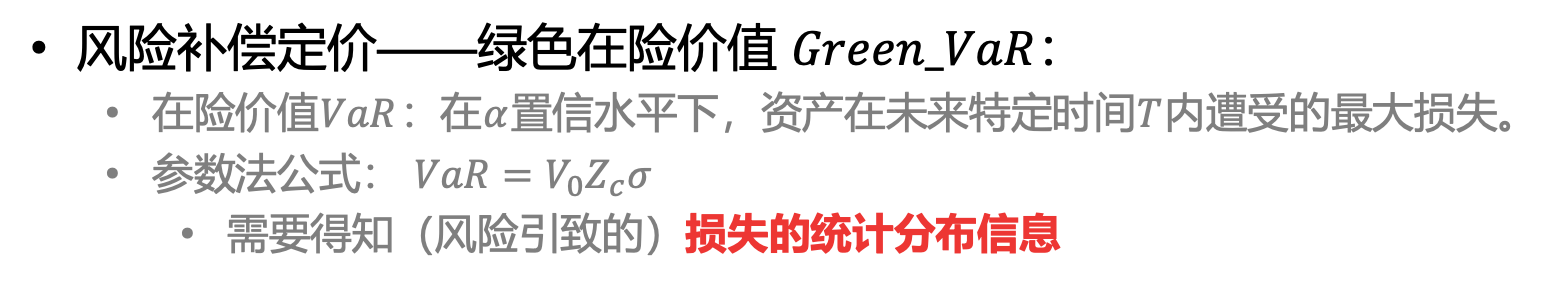 • 风险补偿定价——绿色在险价值 Green_VaR：
• 在险价值VaR：在α置信水平下，资产在未来特定时间T内遭受的最大损失。
• 参数法公式： VaR = V₀Z_cσ
• 需要得知（风险引致的）损失的统计分布信息